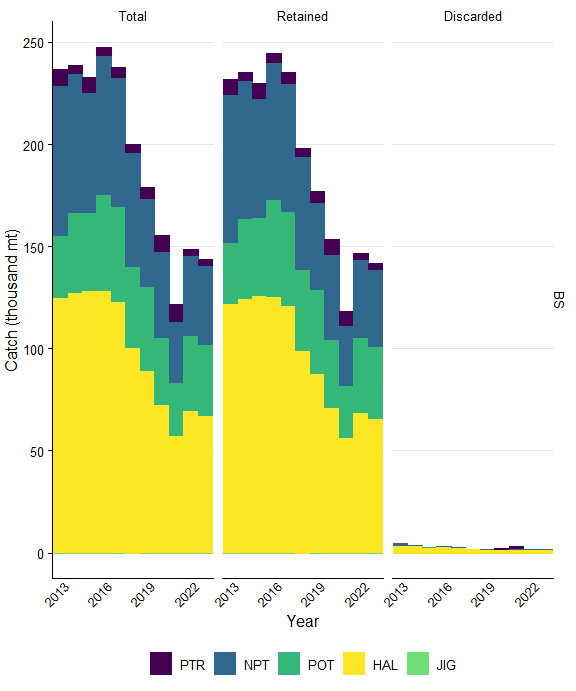 Total Retained Discarded
250
200
150
100
50
0
Catch (thousand mt)
BS
2013 2016 2019 2022 2013 2016 2019 2022 2013 2016 2019 2022
Year
PTR NPT POT HAL JIG